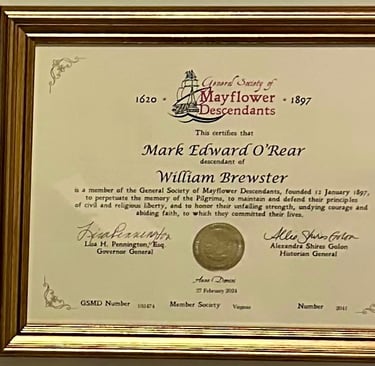 General Society of
1620 Mayflower 1897
Descendants
This certifies that
Mark Edward O'Rear
descendant of
William Brewster
is a member of the General Society of Mayflower Descendants, founded 12 January 1897,
to perpetuate the memory of the Pilgrims, to maintain and defend their principles
of civil and religious liberty, and to honor their unfailing strength, undying courage and
abiding faith, to which they committed their lives.
Lisa H. Pennington, Esq.
Governor General
Alexandra Shires Golon
Historian General
Anno Domini
27 February 2024
GSMD Number Member Society Virginia Number